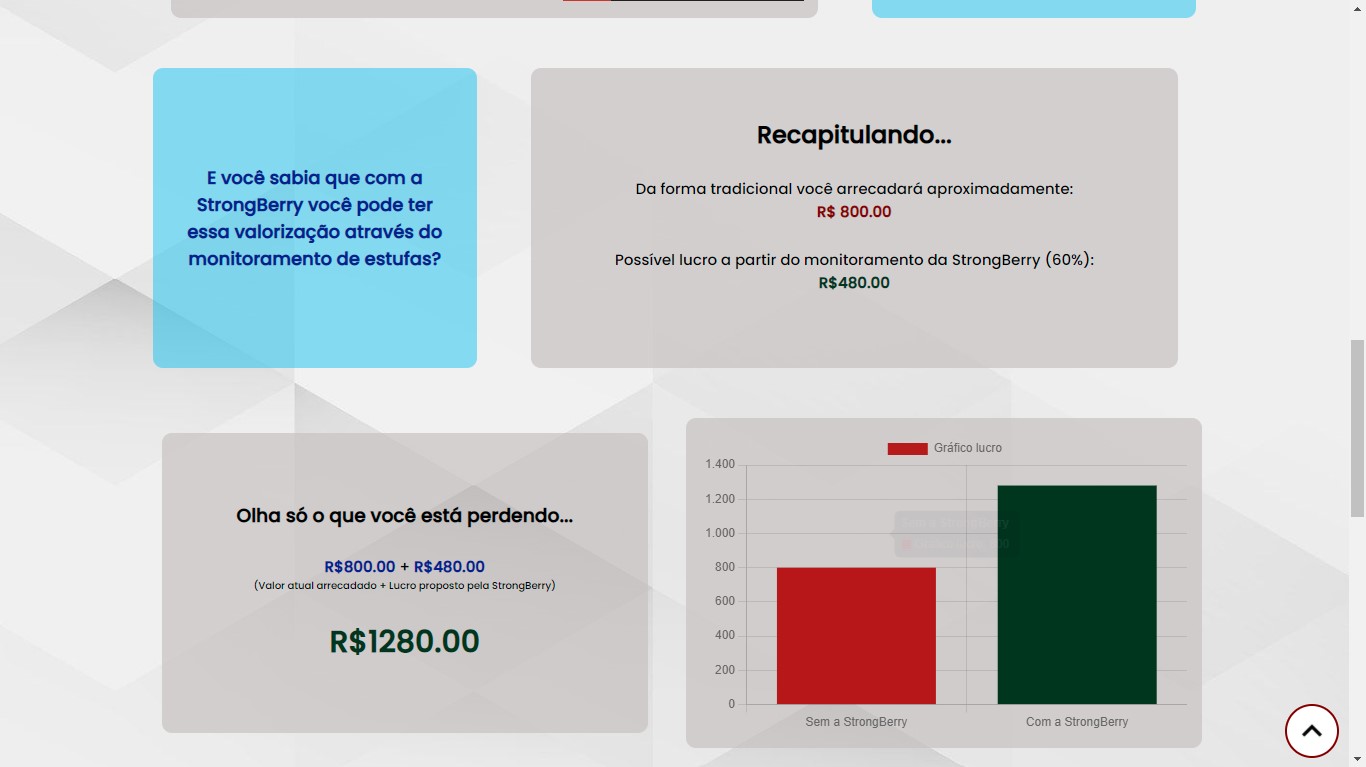 E você sabia que com a
StrongBerry você pode ter
essa valorização através do
monitoramento de estufas?
Recapitulando...
Da forma tradicional você arrecadará aproximadamente:
R$ 800.00
Possível lucro a partir do monitoramento da StrongBerry (60%):
R$480.00
Olha só o que você está perdendo...
R$800.00 + R$480.00
(Valor atual arrecadado + Lucro proposto pela StrongBerry)
R$1280.00
Gráfico lucro
1.400
1.200
1.000
800
600
400
200
0
Sem a StrongBerry
Com a StrongBerry